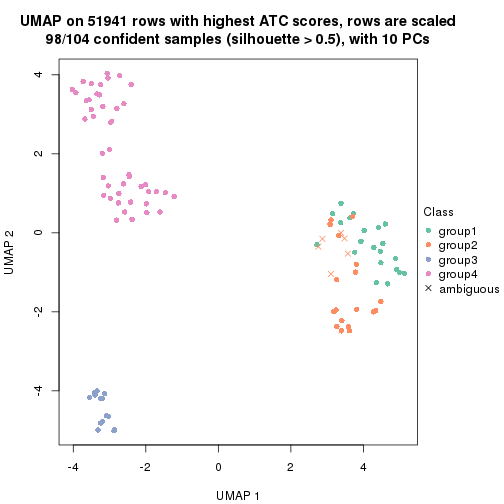 UMAP on 51941 rows with highest ATC scores, rows are scaled
98/104 confident samples (silhouette > 0.5), with 10 PCs
4
2
0
-2
-4
UMAP 2
-4
-2
0
2
4
UMAP 1
Class
group1
group2
group3
group4
ambiguous